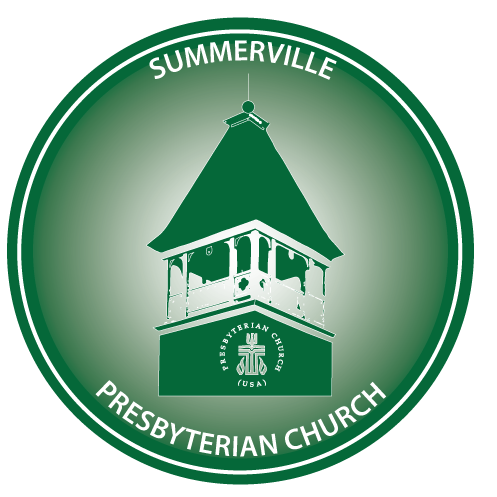 SUMMERVILLE
PRESBYTERIAN CHURCH
(USA)
PRESBYTERIAN CHURCH